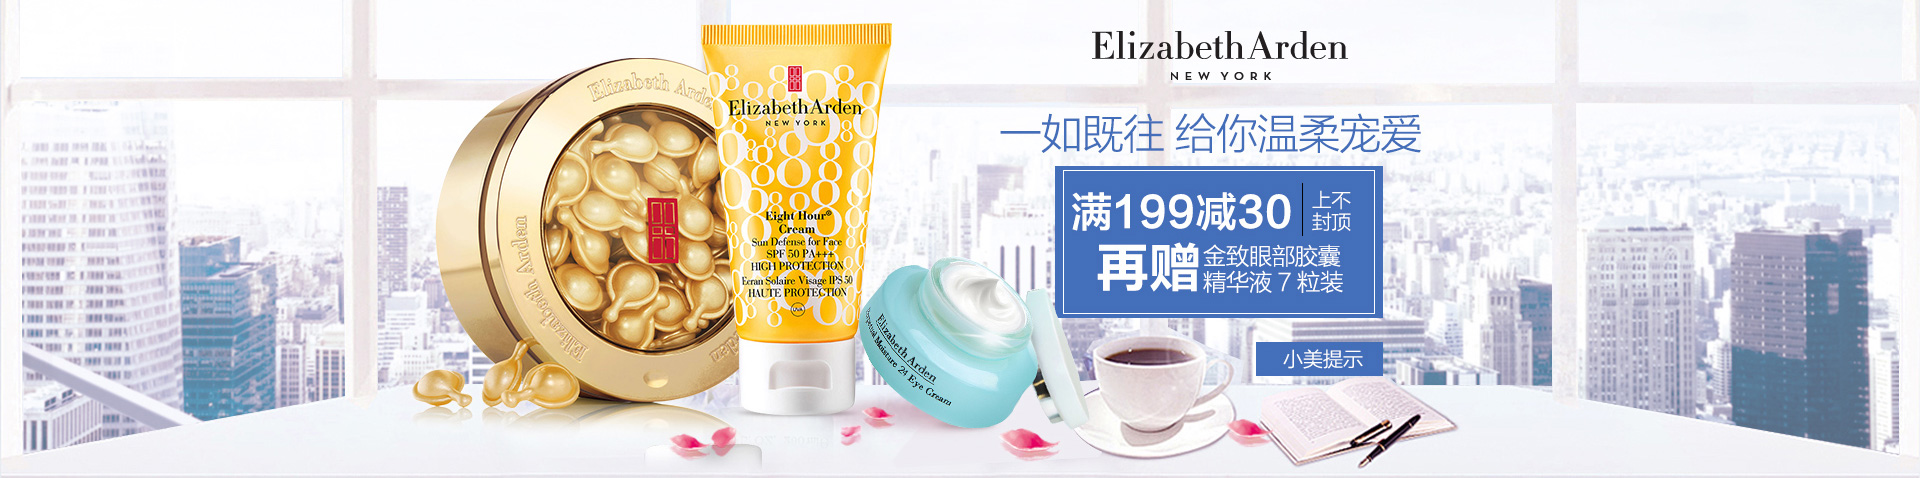 Elizabeth Arden
NEW YORK
一如既往 给你温柔宠爱
满199减30
上不
封顶
再赠
金致眼部胶囊
精华液 7 粒装
小美提示
Elizabeth Arden
Elizabeth Arden
Elizabeth Arden
Elizabeth Arden
NEW YORK
Eight Hour®
Cream
Sun Defense for Face
SPF 50 PA+++
HIGH PROTECTION
Ecran Solaire Visage IPS 50
HAUTE PROTECTION
UVA
Elizabeth Arden
Perpetual Moisture 24 Eye Cream